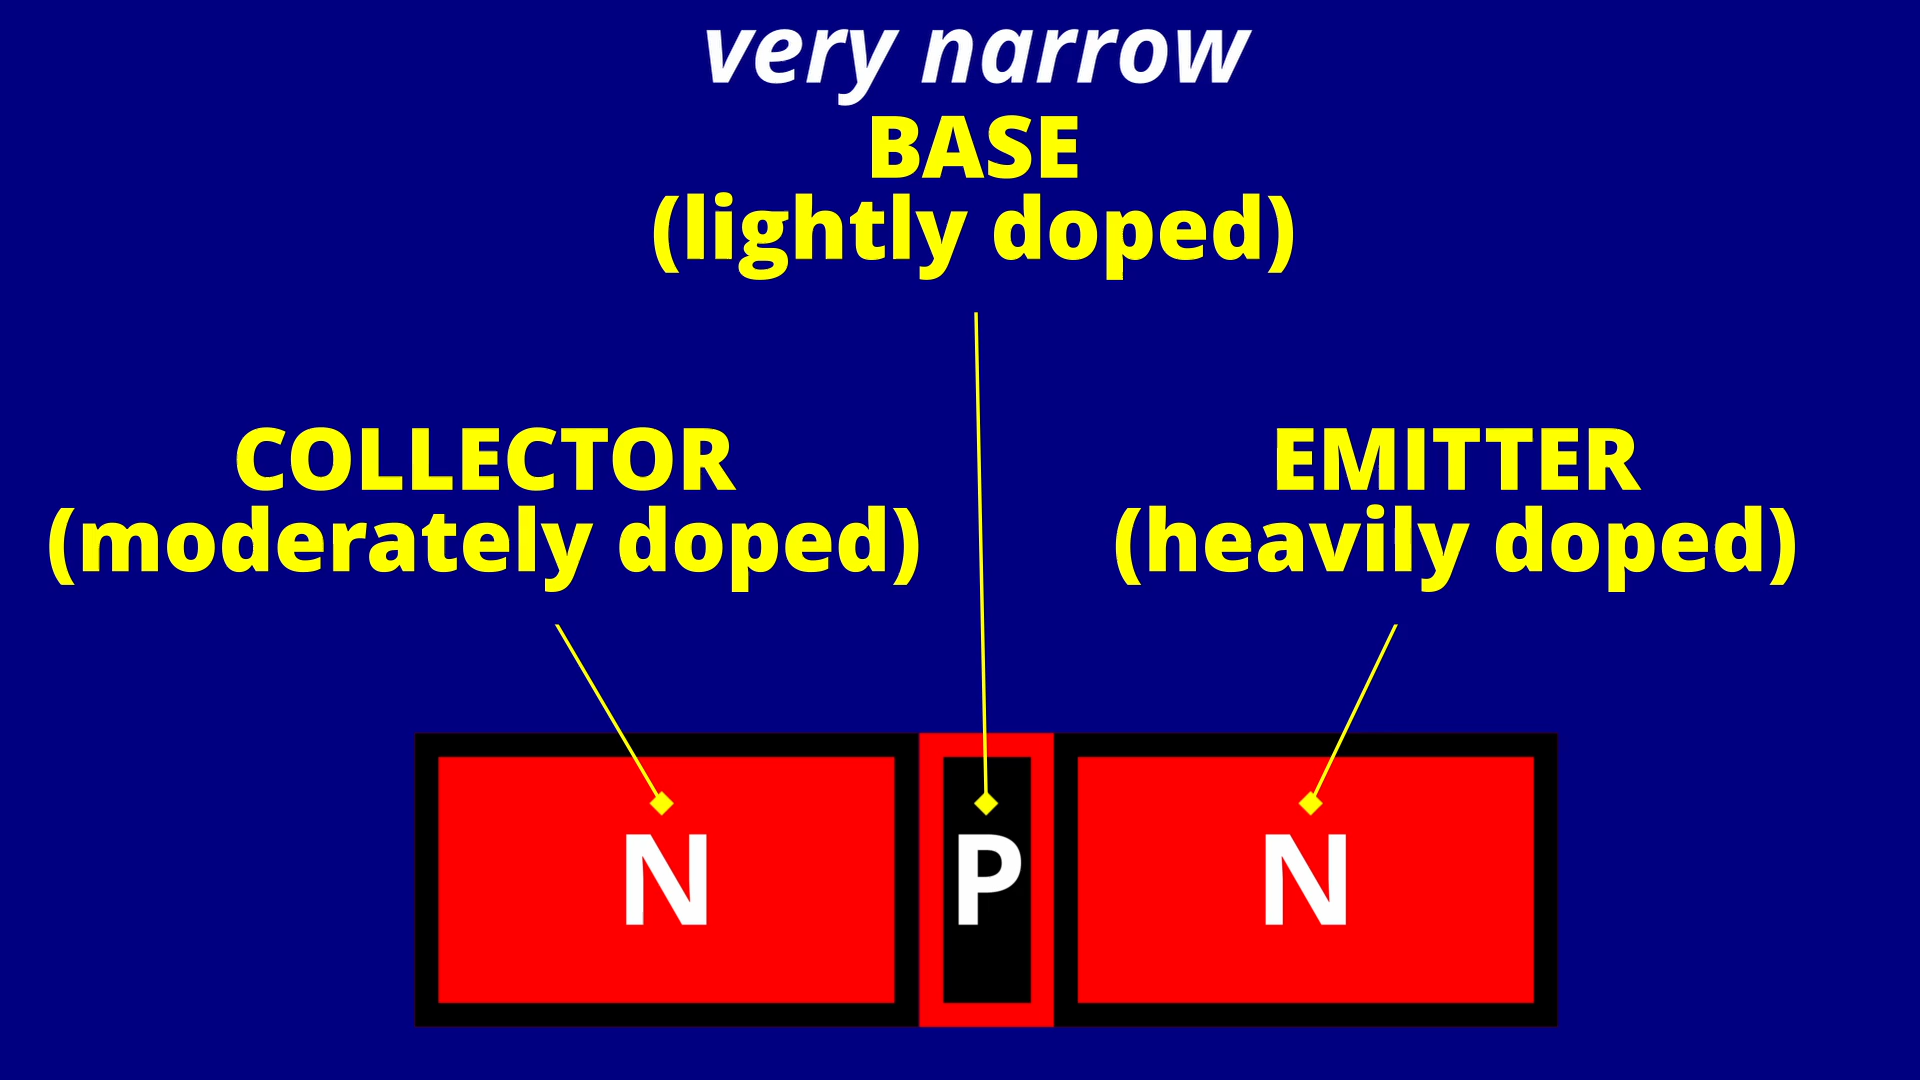 very narrow
BASE
(lightly doped)
COLLECTOR
(moderately doped)
EMITTER
(heavily doped)
N
P
N